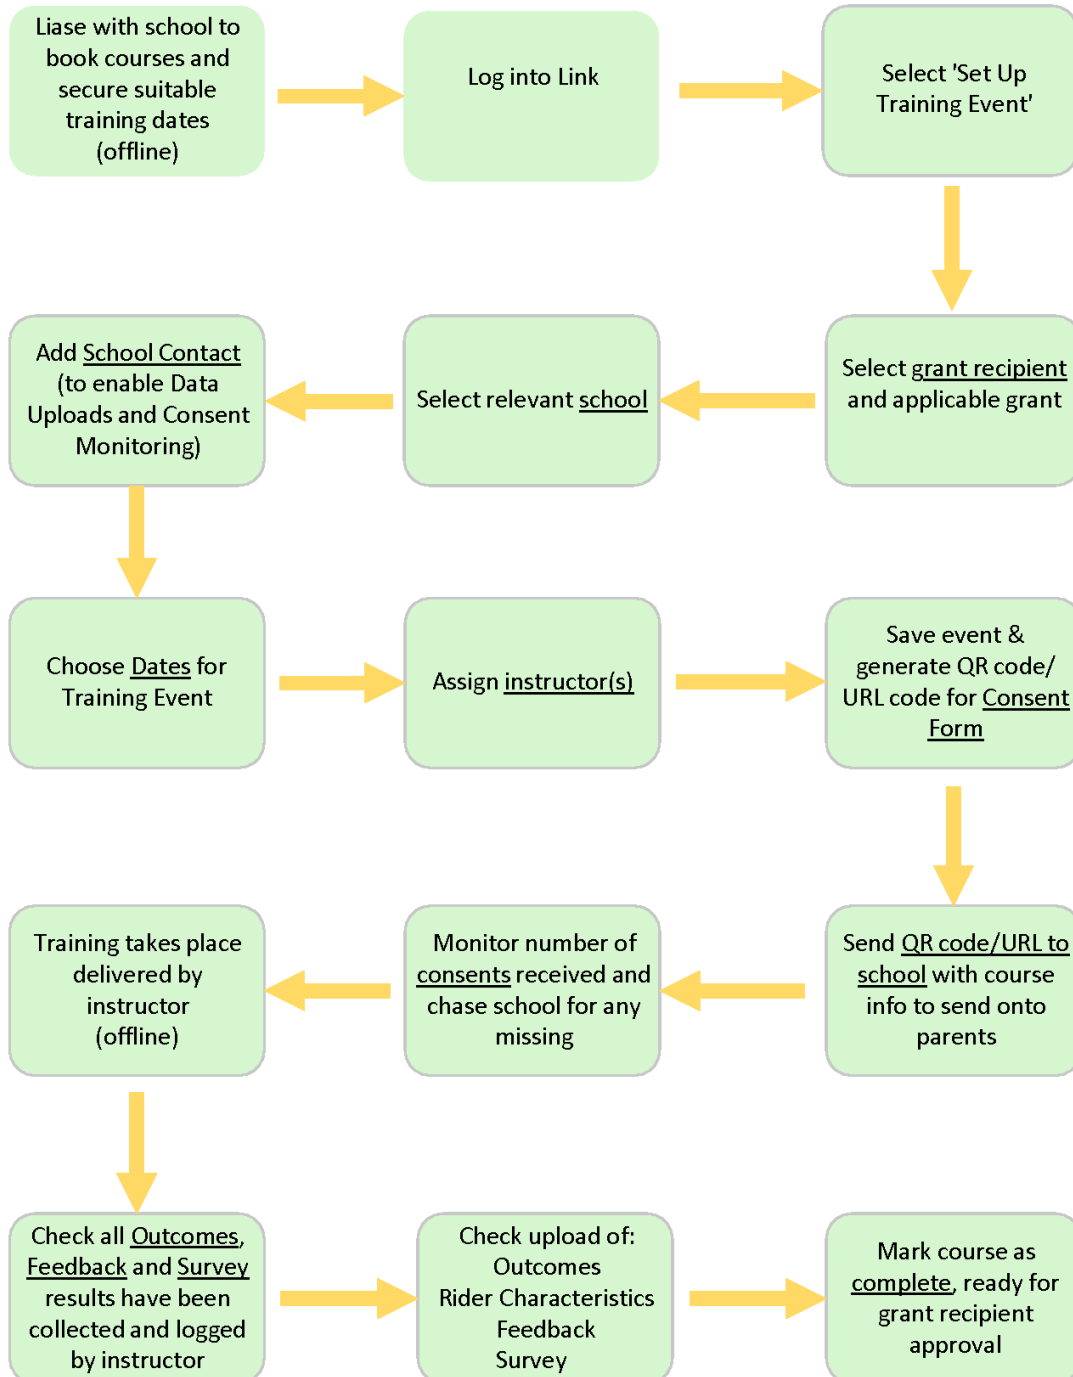 Liase with school to
book courses and
secure suitable
training dates
(offline)
Log into Link
Select 'Set Up
Training Event'
Select grant recipient
and applicable grant
Select relevant school
Add School Contact
(to enable Data
Uploads and Consent
Monitoring)
Choose Dates for
Training Event
Assign instructor(s)
Save event &
generate QR code/
URL code for Consent
Form
Send QR code/URL to
school with course
info to send onto
parents
Monitor number of
consents received and
chase school for any
missing
Training takes place
delivered by
instructor
(offline)
Check all Outcomes,
Feedback and Survey
results have been
collected and logged
by instructor
Check upload of:
Outcomes
Rider Characteristics
Feedback
Survey
Mark course as
complete, ready for
grant recipient
approval